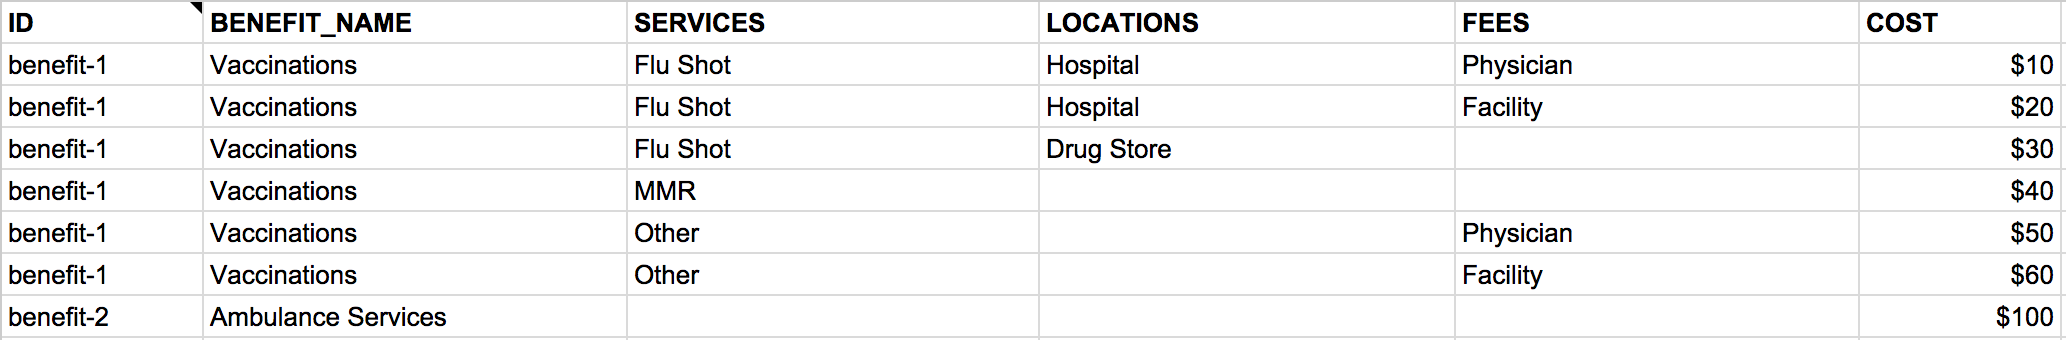 ID BENEFIT_NAME SERVICES LOCATIONS FEES COST
benefit-1 Vaccinations Flu Shot Hospital Physician $10
benefit-1 Vaccinations Flu Shot Hospital Facility $20
benefit-1 Vaccinations Flu Shot Drug Store $30
benefit-1 Vaccinations MMR $40
benefit-1 Vaccinations Other Physician $50
benefit-1 Vaccinations Other Facility $60
benefit-2 Ambulance Services $100